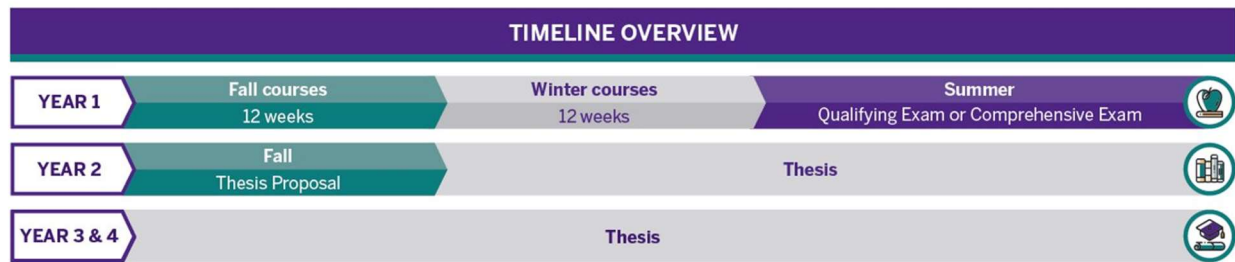 TIMELINE OVERVIEW
YEAR 1
Fall courses
12 weeks
Winter courses
12 weeks
Summer
Qualifying Exam or Comprehensive Exam
YEAR 2
Fall
Thesis Proposal
Thesis
YEAR 3 & 4
Thesis